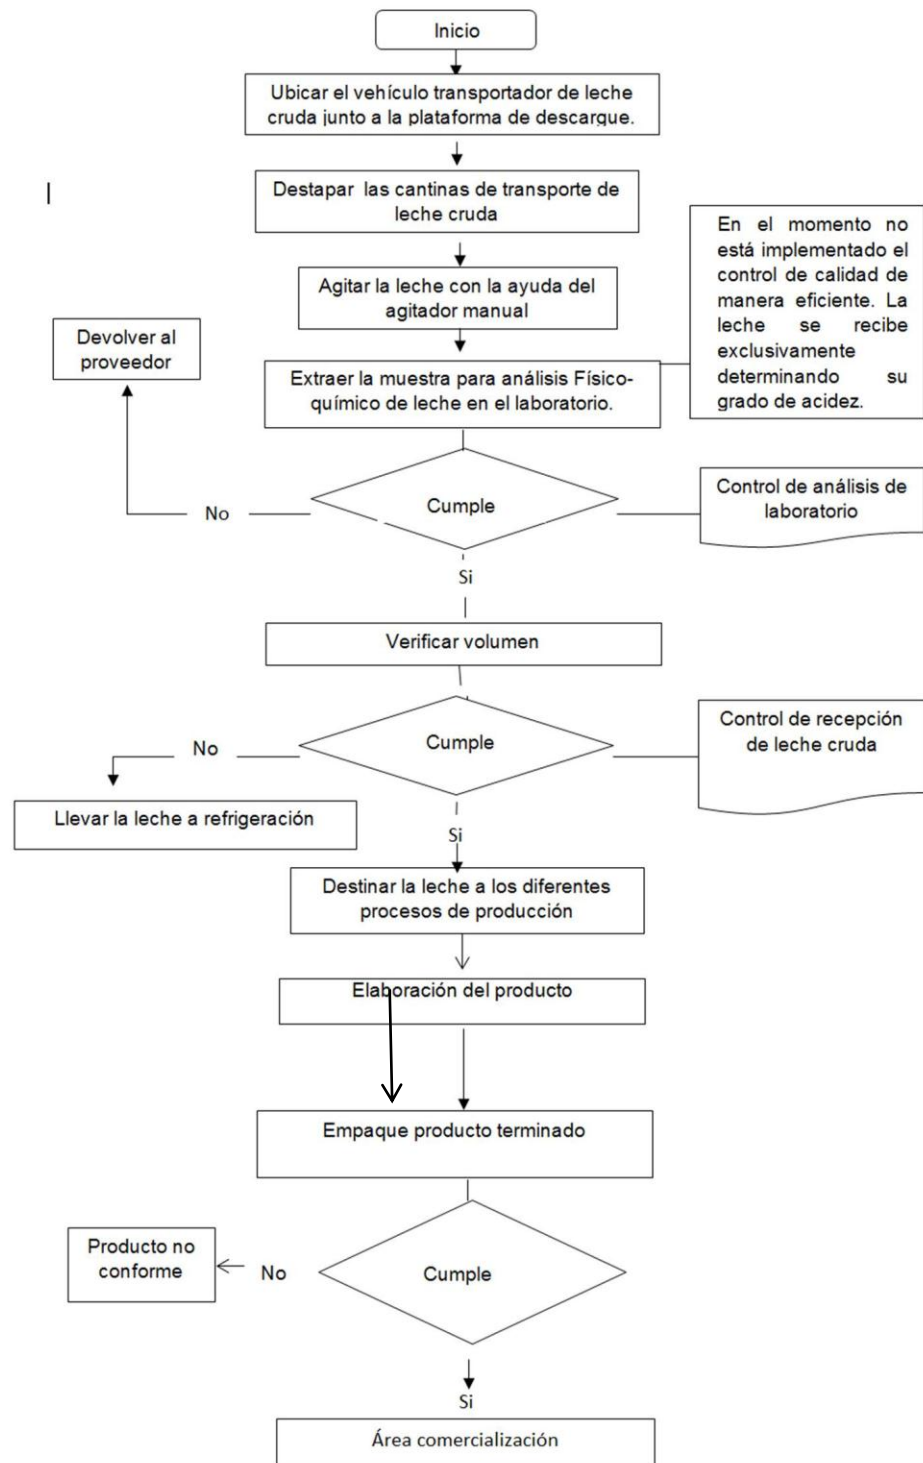 Inicio
Ubicar el vehículo transportador de leche
cruda junto a la plataforma de descargue.
Destapar las cantinas de transporte de
leche cruda
En el momento no
está implementado el
control de calidad de
manera eficiente. La
leche se recibe
exclusivamente
determinando su
grado de acidez.
Agitar la leche con la ayuda del
agitador manual
Devolver al
proveedor
Extraer la muestra para análisis Físico-
químico de leche en el laboratorio.
Control de análisis de
laboratorio
Cumple
No
Si
Verificar volumen
Control de recepción
de leche cruda
Cumple
No
Llevar la leche a refrigeración
Si
Destinar la leche a los diferentes
procesos de producción
Elaboración del producto
Empaque producto terminado
Producto no
conforme
No
Cumple
Si
Área comercialización